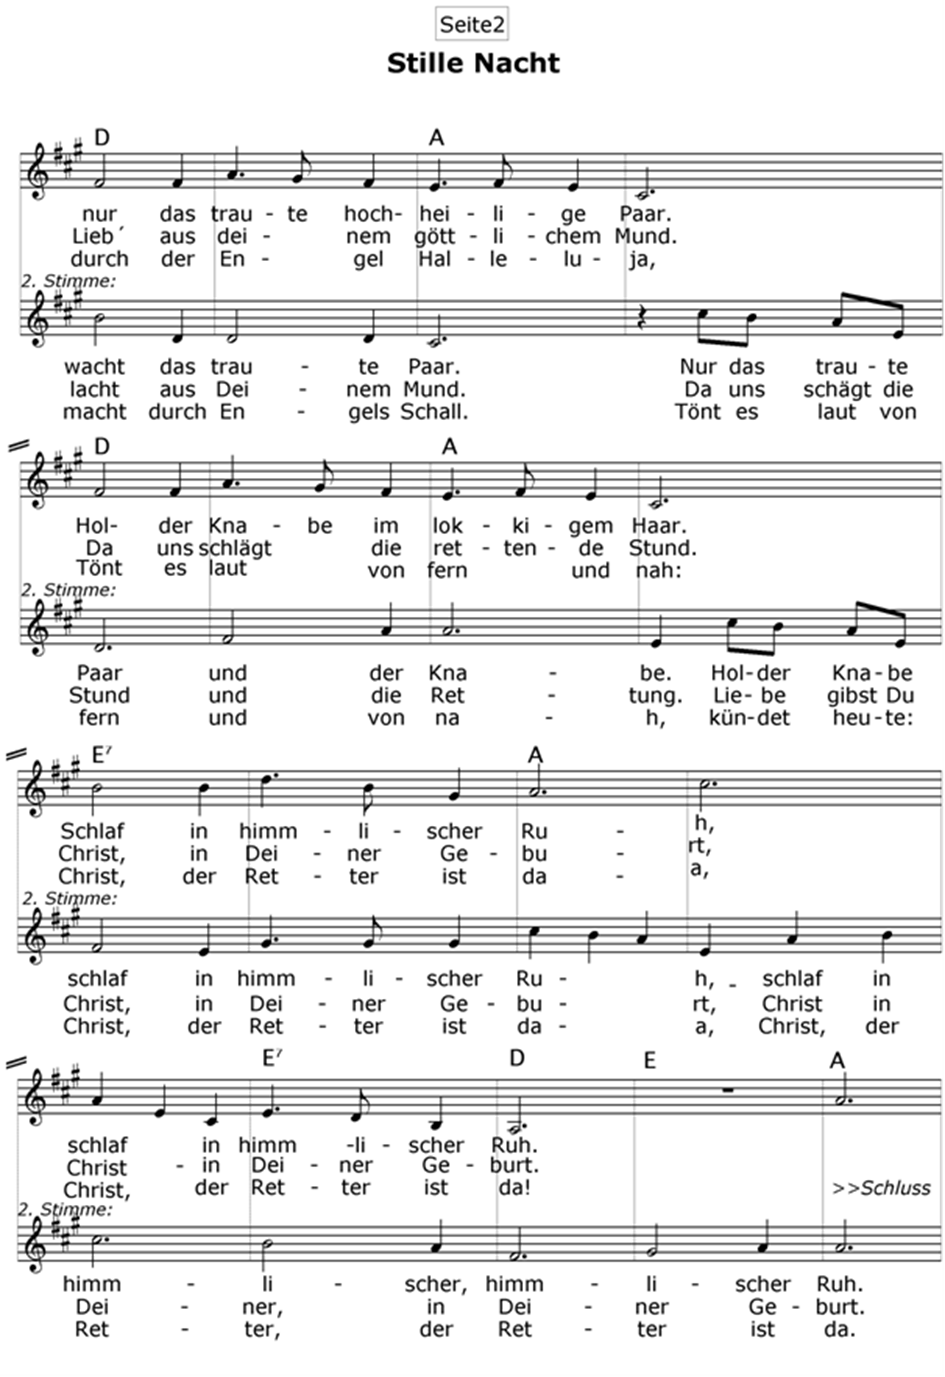 Seite2
Stille Nacht
D A
nur das trau - te hoch- hei - li - ge Paar.
Lieb´ aus dei - nem gött - li - chem Mund.
durch der En - gel Hal - le - lu - ja,
2. Stimme:
wacht das trau - te Paar. Nur das trau - te
lacht aus Dei - nem Mund. Da uns schägt die
macht durch En - gels Schall. Tönt es laut von
D A
Hol- der Kna - be im lok - ki - gem Haar.
Da uns schlägt die ret - ten - de Stund.
Tönt es laut von fern und nah:
2. Stimme:
Paar und der Kna - be. Hol-der Kna-be
Stund und die Ret - tung. Lie- be gibst Du
fern und von na - h, kün-det heu-te:
E7 A
Schlaf in himm - li - scher Ru - h,
Christ, in Dei - ner Ge - bu - rt,
Christ, der Ret - ter ist da - a,
2. Stimme:
schlaf in himm - li - scher Ru - h, - schlaf in
Christ, in Dei - ner Ge - bu - rt, Christ in
Christ, der Ret - ter ist da - a, Christ, der
E7 D E A
schlaf in himm -li - scher Ruh.
Christ - in Dei - ner Ge - burt.
Christ, der Ret - ter ist da! >>Schluss
2. Stimme:
himm - li - scher, himm - li - scher Ruh.
Dei - ner, in Dei - ner Ge - burt.
Ret - ter, der Ret - ter ist da.